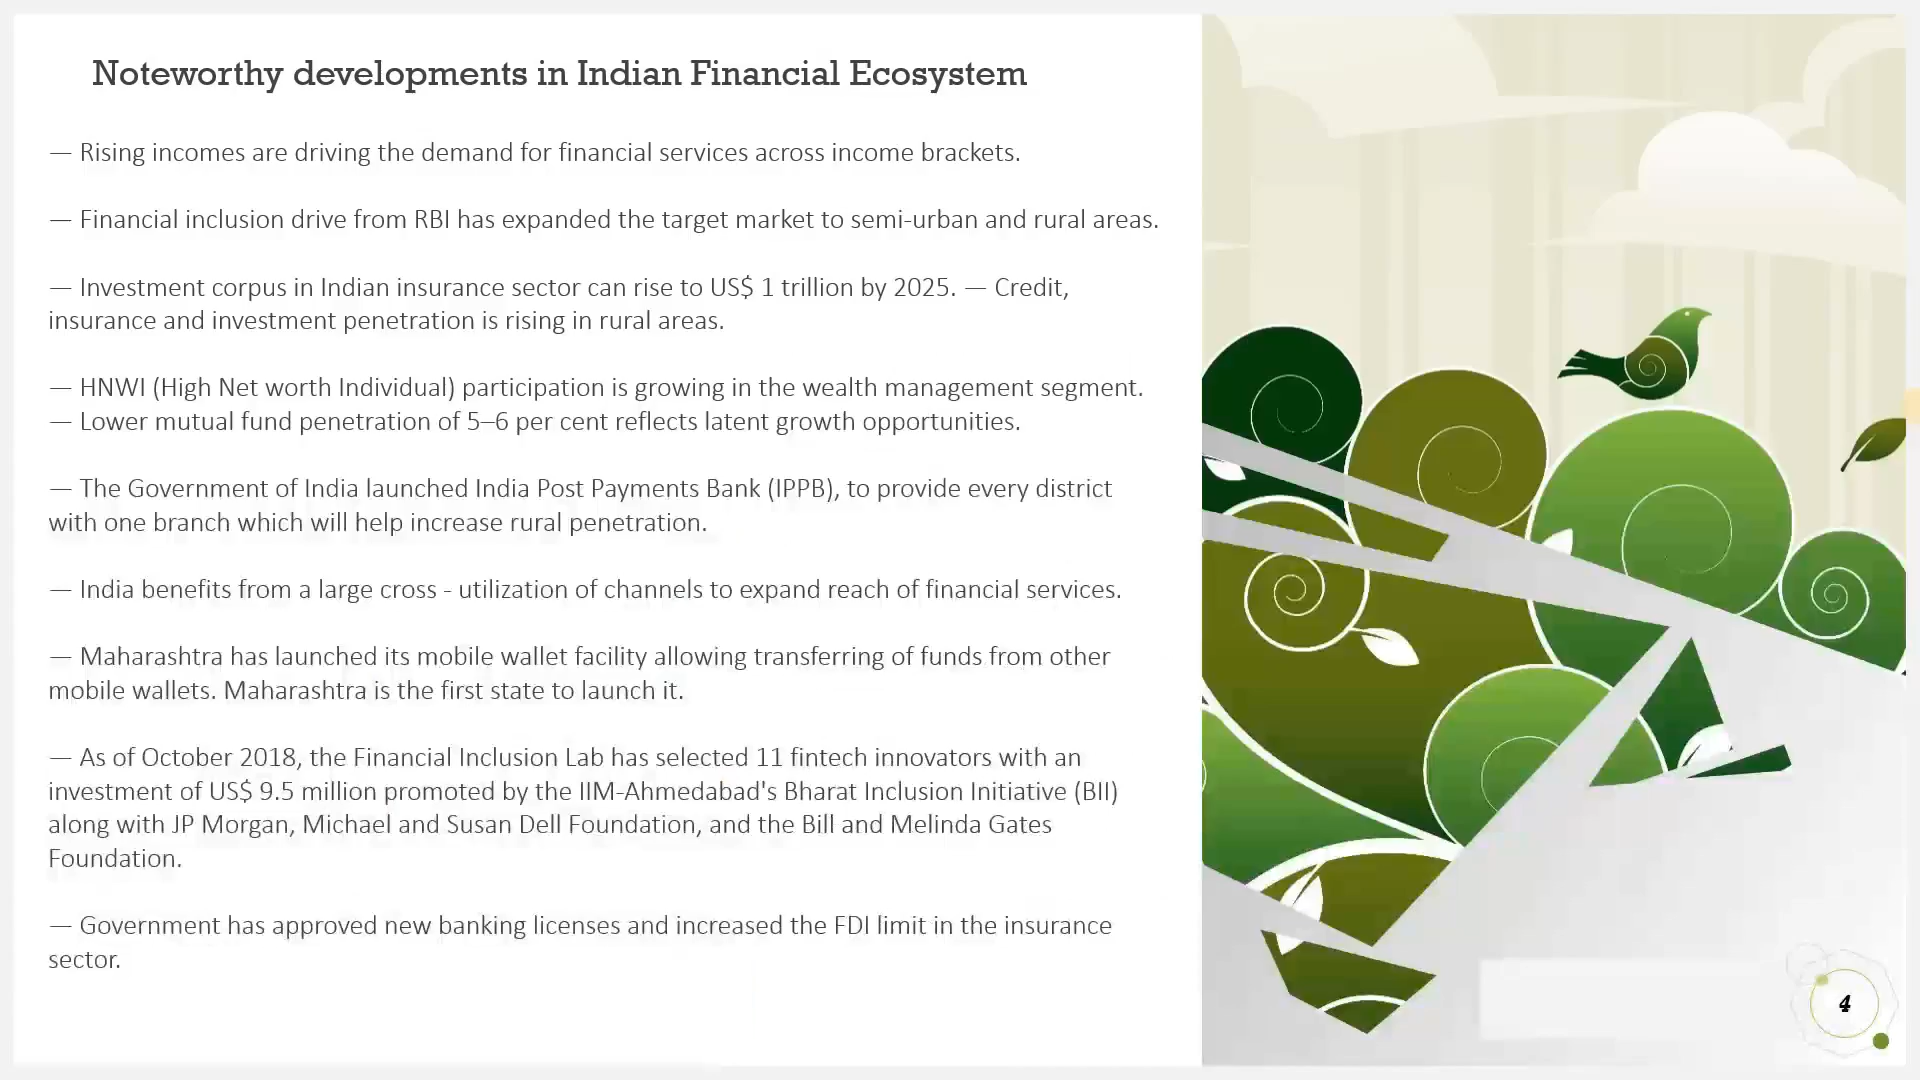 Noteworthy developments in Indian Financial Ecosystem
— Rising incomes are driving the demand for financial services across income brackets.
— Financial inclusion drive from RBI has expanded the target market to semi-urban and rural areas.
— Investment corpus in Indian insurance sector can rise to US$ 1 trillion by 2025. — Credit,
insurance and investment penetration is rising in rural areas.
— HNWI (High Net worth Individual) participation is growing in the wealth management segment.
— Lower mutual fund penetration of 5–6 per cent reflects latent growth opportunities.
— The Government of India launched India Post Payments Bank (IPPB), to provide every district
with one branch which will help increase rural penetration.
— India benefits from a large cross - utilization of channels to expand reach of financial services.
— Maharashtra has launched its mobile wallet facility allowing transferring of funds from other
mobile wallets. Maharashtra is the first state to launch it.
— As of October 2018, the Financial Inclusion Lab has selected 11 fintech innovators with an
investment of US$ 9.5 million promoted by the IIM-Ahmedabad's Bharat Inclusion Initiative (BII)
along with JP Morgan, Michael and Susan Dell Foundation, and the Bill and Melinda Gates
Foundation.
— Government has approved new banking licenses and increased the FDI limit in the insurance
sector.
4